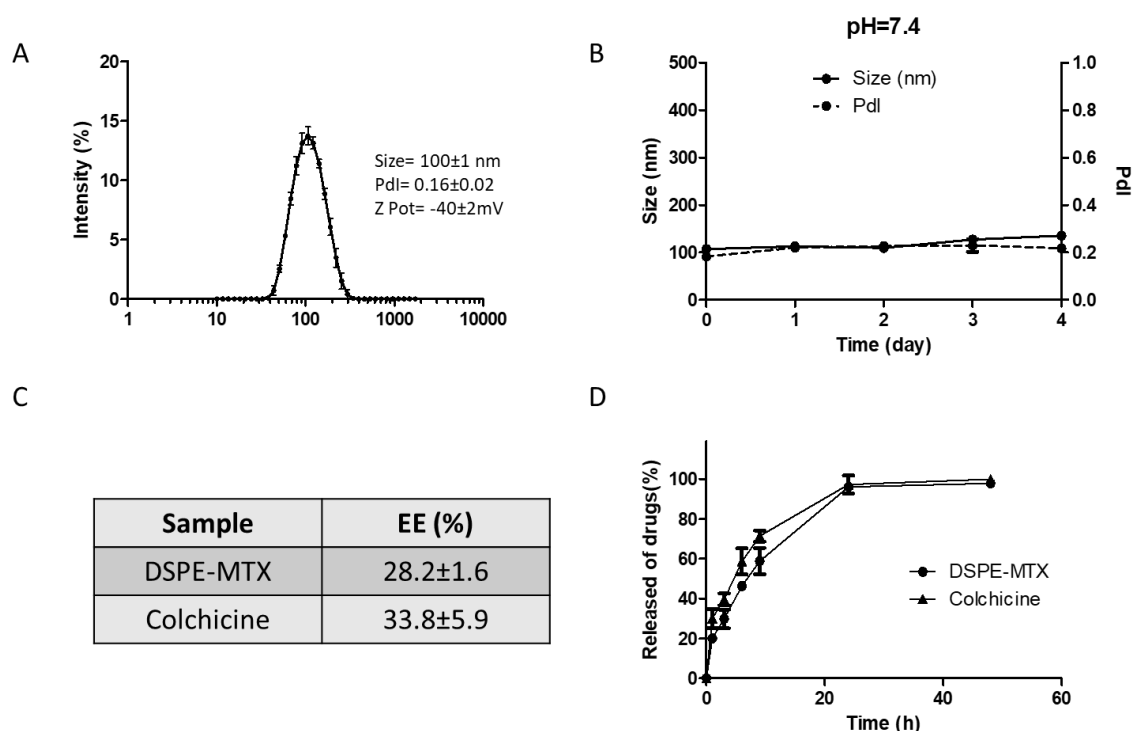 A
20
15
10
5
0
Intensity (%)
1 10 100 1000 10000
Size= 100±1 nm
PdI= 0.16±0.02
Z Pot= -40±2mV
B
pH=7.4
500
400
300
200
100
0
Size (nm)
Size (nm)
PdI
1.0
0.8
0.6
0.4
0.2
0.0
PdI
0 1 2 3 4
Time (day)
C
Sample EE (%)
DSPE-MTX 28.2±1.6
Colchicine 33.8±5.9
D
100
80
60
40
20
0
Released of drugs(%)
DSPE-MTX
Colchicine
0 20 40 60
Time (h)